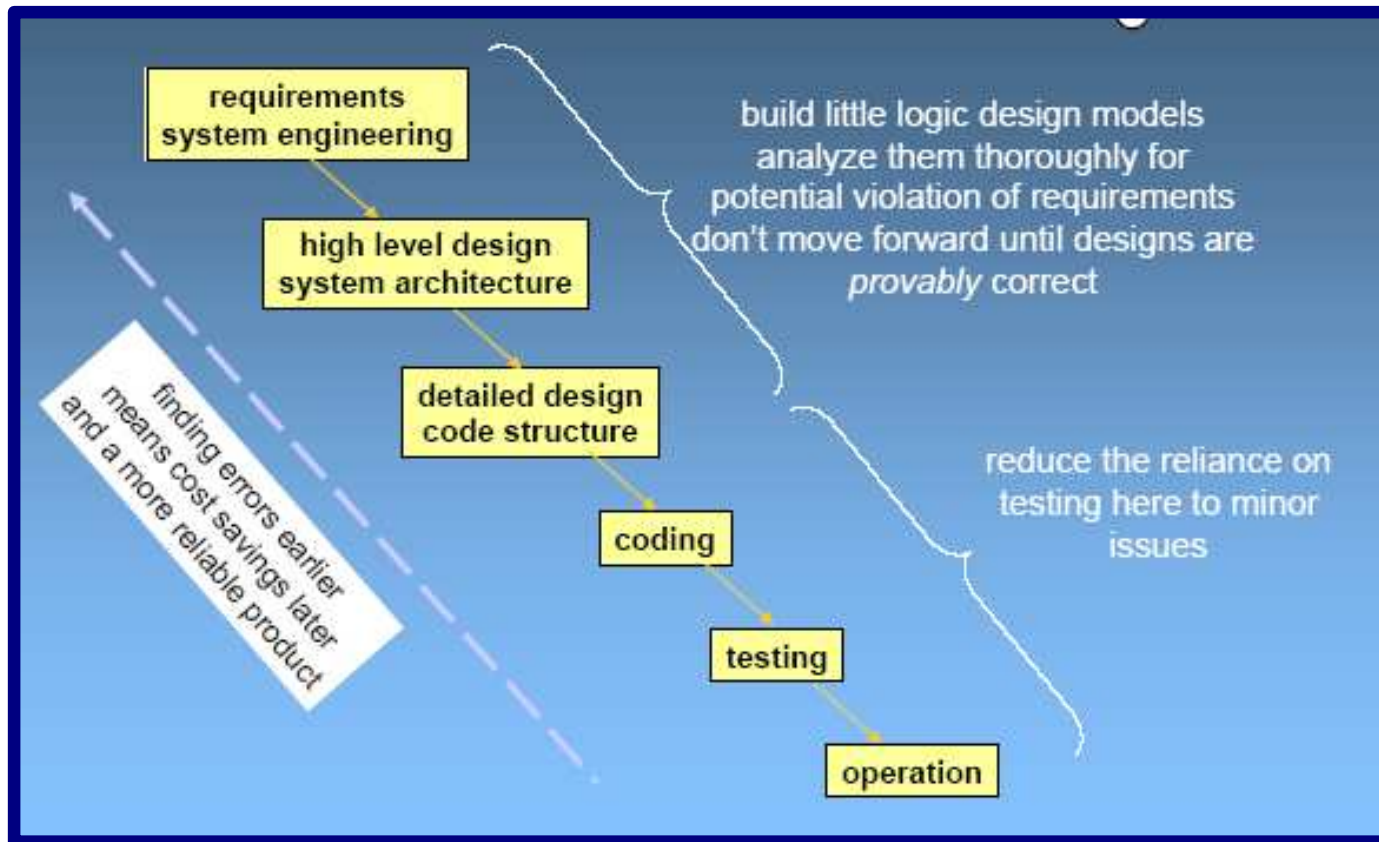 requirements
system engineering
build little logic design models
analyze them thoroughly for
potential violation of requirements
don't move forward until designs are
provably correct
high level design
system architecture
finding errors earlier
means cost savings later
and a more reliable product
detailed design
code structure
reduce the reliance on
testing here to minor
issues
coding
testing
operation